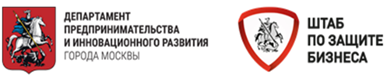 ДЕПАРТАМЕНТ
ПРЕДПРИНИМАТЕЛЬСТВА
И ИННОВАЦИОННОГО РАЗВИТИЯ
ГОРОДА МОСКВЫ
ШТАБ
ПО ЗАЩИТЕ
БИЗНЕСА